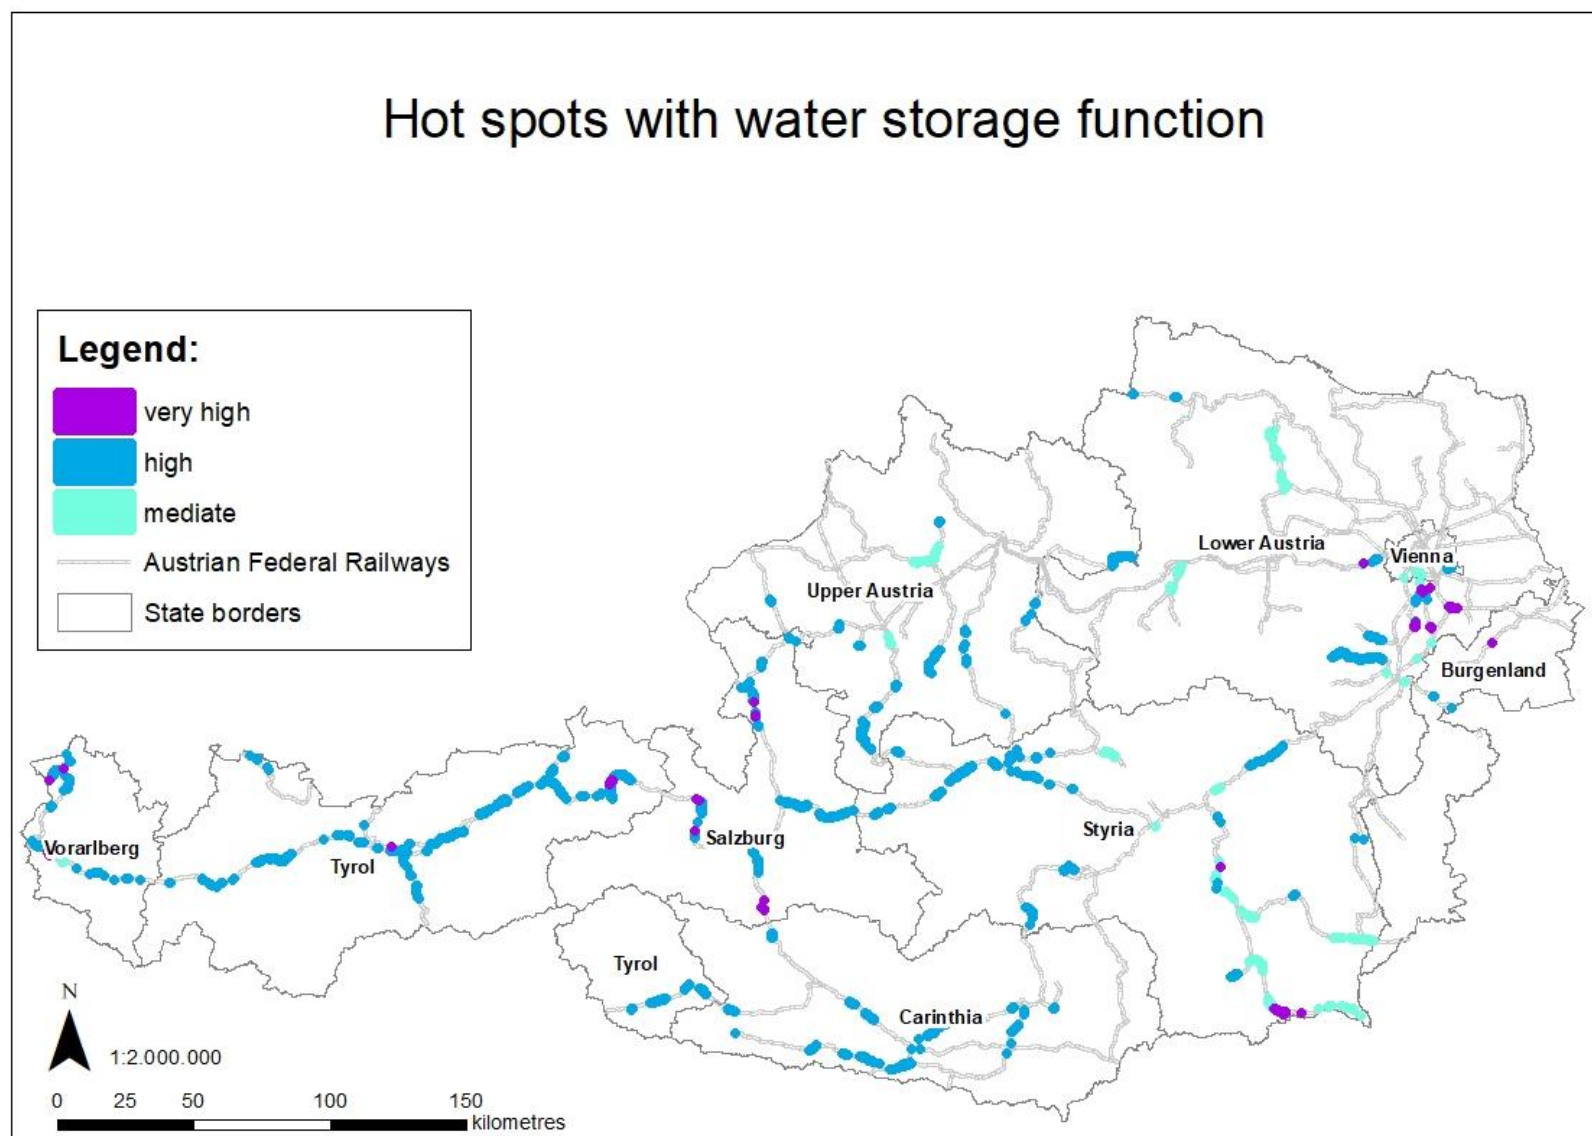 Hot spots with water storage function
Legend:
very high
high
mediate
Austrian Federal Railways
State borders
Lower Austria
Vienna
Upper Austria
Burgenland
Styria
Salzburg
Vorarlberg
Tyrol
Tyrol
Carinthia
N
1:2.000.000
0 25 50 100 150
kilometres